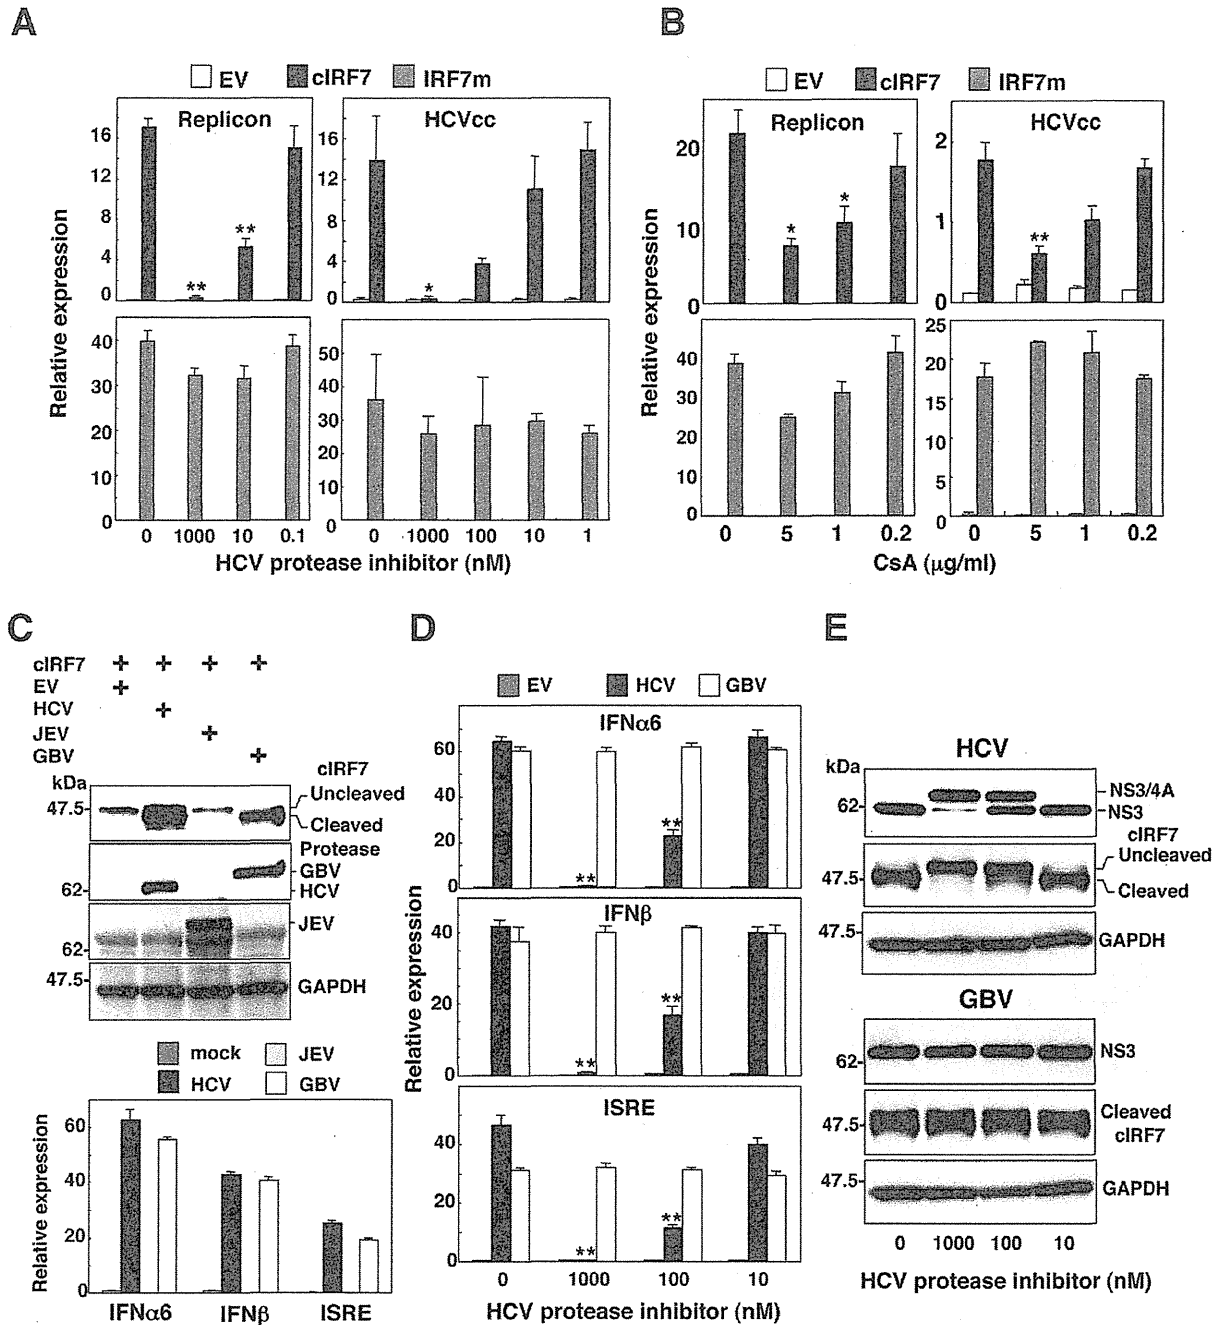 A
EV cIRF7 IRF7m
Replicon HCVcc
Relative expression
16
12
8
4
0
**
**
16
12
8
4
0
*
40
30
20
10
0
50
40
30
20
10
0
0 1000 10 0.1
0 1000 100 10 1
HCV protease inhibitor (nM)
B
EV cIRF7 IRF7m
Replicon HCVcc
Relative expression
20
10
0
*
*
2
1
0
**
40
30
20
10
0
25
20
15
10
5
0
0 5 1 0.2
0 5 1 0.2
CsA (μg/ml)
C
cIRF7 + + + +
EV +
HCV +
JEV +
GBV +
kDa
cIRF7
47.5-
Uncleaved
Cleaved
Protease
GBV
62-
HCV
JEV
62-
47.5-
GAPDH
mock JEV
HCV GBV
Relative expression
60
40
20
0
IFNα6 IFNβ ISRE
D
EV HCV GBV
Relative expression
IFNα6
60
40
20
0
**
**
IFNβ
40
20
0
**
**
ISRE
40
20
0
**
**
0 1000 100 10
HCV protease inhibitor (nM)
E
HCV
kDa
62-
NS3/4A
NS3
cIRF7
Uncleaved
47.5-
Cleaved
47.5-
GAPDH
GBV
62-
NS3
47.5-
Cleaved
cIRF7
47.5-
GAPDH
0 1000 100 10
HCV protease inhibitor (nM)